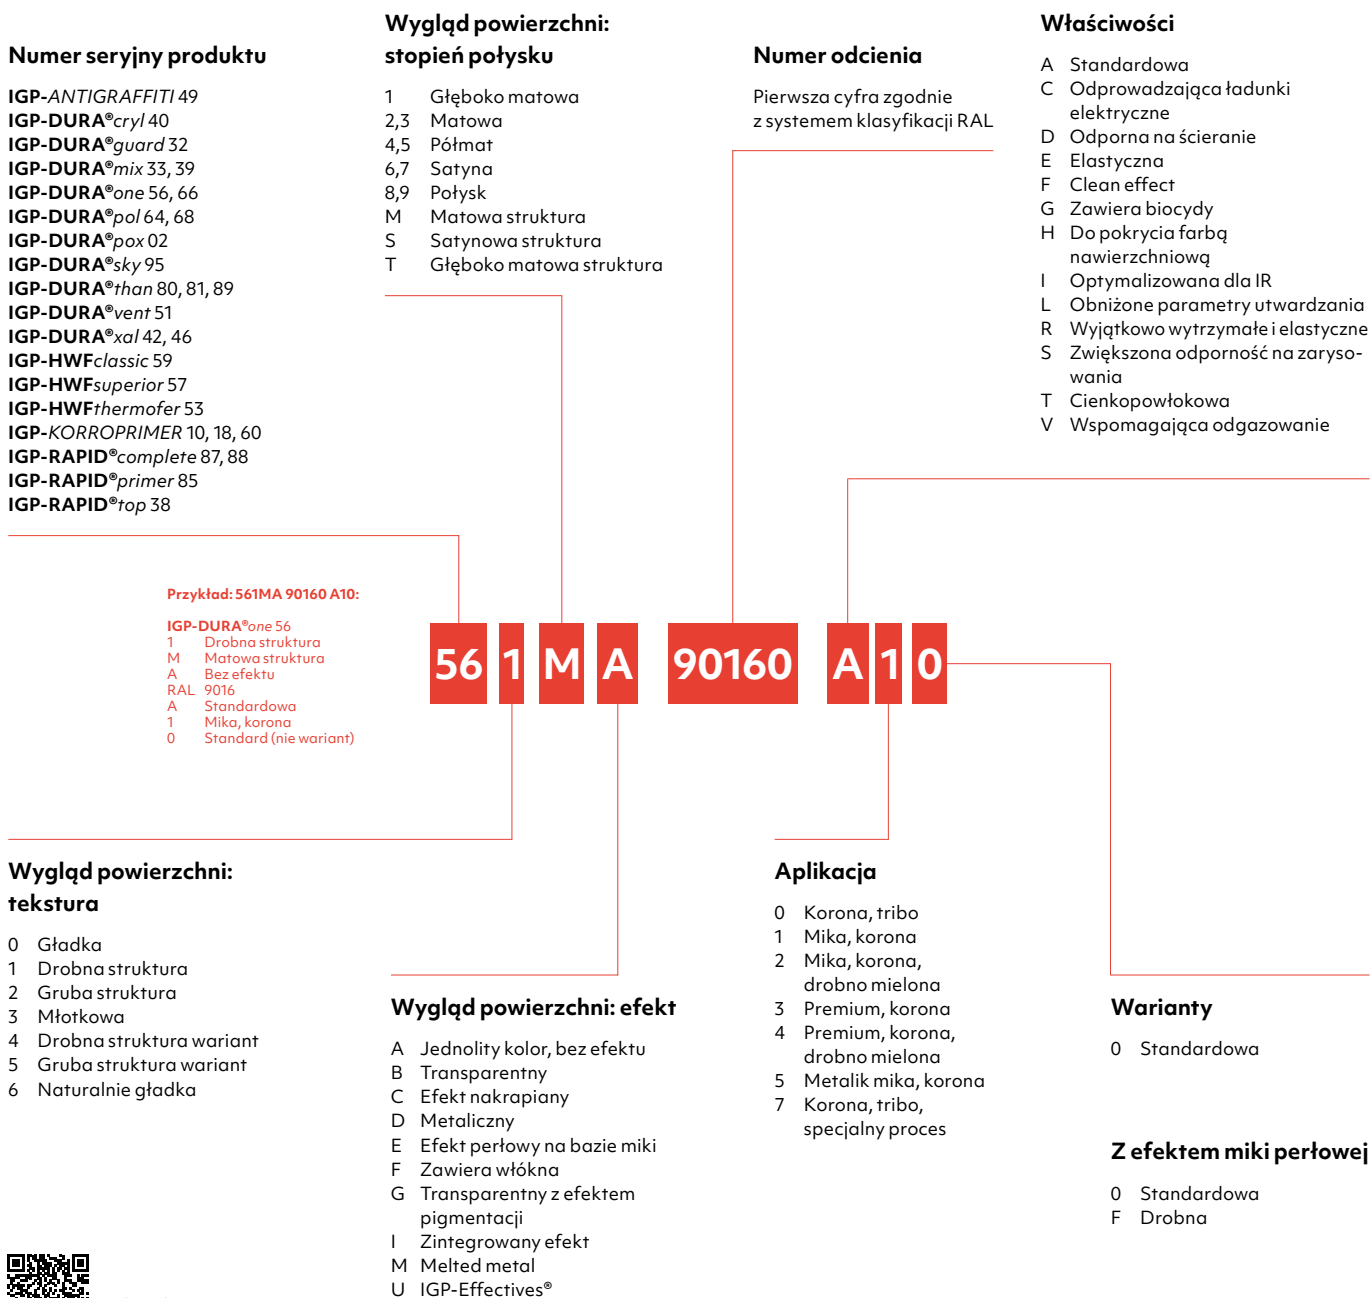 Numer seryjny produktu
IGP-ANTIGRAFFITI 49
IGP-DURA®cryl 40
IGP-DURA®guard 32
IGP-DURA®mix 33, 39
IGP-DURA®one 56, 66
IGP-DURA®pol 64, 68
IGP-DURA®pox 02
IGP-DURA®sky 95
IGP-DURA®than 80, 81, 89
IGP-DURA®vent 51
IGP-DURA®xal 42, 46
IGP-HWFclassic 59
IGP-HWFsuperior 57
IGP-HWFthermofer 53
IGP-KORROPRIMER 10, 18, 60
IGP-RAPID®complete 87, 88
IGP-RAPID®primer 85
IGP-RAPID®top 38
Wygląd powierzchni:
stopień połysku
1 Głęboko matowa
2,3 Matowa
4,5 Półmat
6,7 Satyna
8,9 Połysk
M Matowa struktura
S Satynowa struktura
T Głęboko matowa struktura
Numer odcienia
Pierwsza cyfra zgodnie
z systemem klasyfikacji RAL
Właściwości
A Standardowa
C Odprowadzająca ładunki
elektryczne
D Odporna na ścieranie
E Elastyczna
F Clean effect
G Zawiera biocydy
H Do pokrycia farbą
nawierzchniową
I Optymalizowana dla IR
L Obniżone parametry utwardzania
R Wyjątkowo wytrzymałe i elastyczne
S Zwiększona odporność na zaryso-
wania
T Cienkopowłokowa
V Wspomagająca odgazowanie
Przykład: 561MA 90160 A10:
IGP-DURA®one 56
1 Drobna struktura
M Matowa struktura
A Bez efektu
RAL 9016
A Standardowa
1 Mika, korona
0 Standard (nie wariant)
56 1 M A 90160 A 1 0
Wygląd powierzchni:
tekstura
0 Gładka
1 Drobna struktura
2 Gruba struktura
3 Młotkowa
4 Drobna struktura wariant
5 Gruba struktura wariant
6 Naturalnie gładka
Wygląd powierzchni: efekt
A Jednolity kolor, bez efektu
B Transparentny
C Efekt nakrapiany
D Metaliczny
E Efekt perłowy na bazie miki
F Zawiera włókna
G Transparentny z efektem
pigmentacji
I Zintegrowany efekt
M Melted metal
U IGP-Effectives®
Aplikacja
0 Korona, tribo
1 Mika, korona
2 Mika, korona,
drobno mielona
3 Premium, korona
4 Premium, korona,
drobno mielona
5 Metalik mika, korona
7 Korona, tribo,
specjalny proces
Warianty
0 Standardowa
Z efektem miki perłowej
0 Standardowa
F Drobna